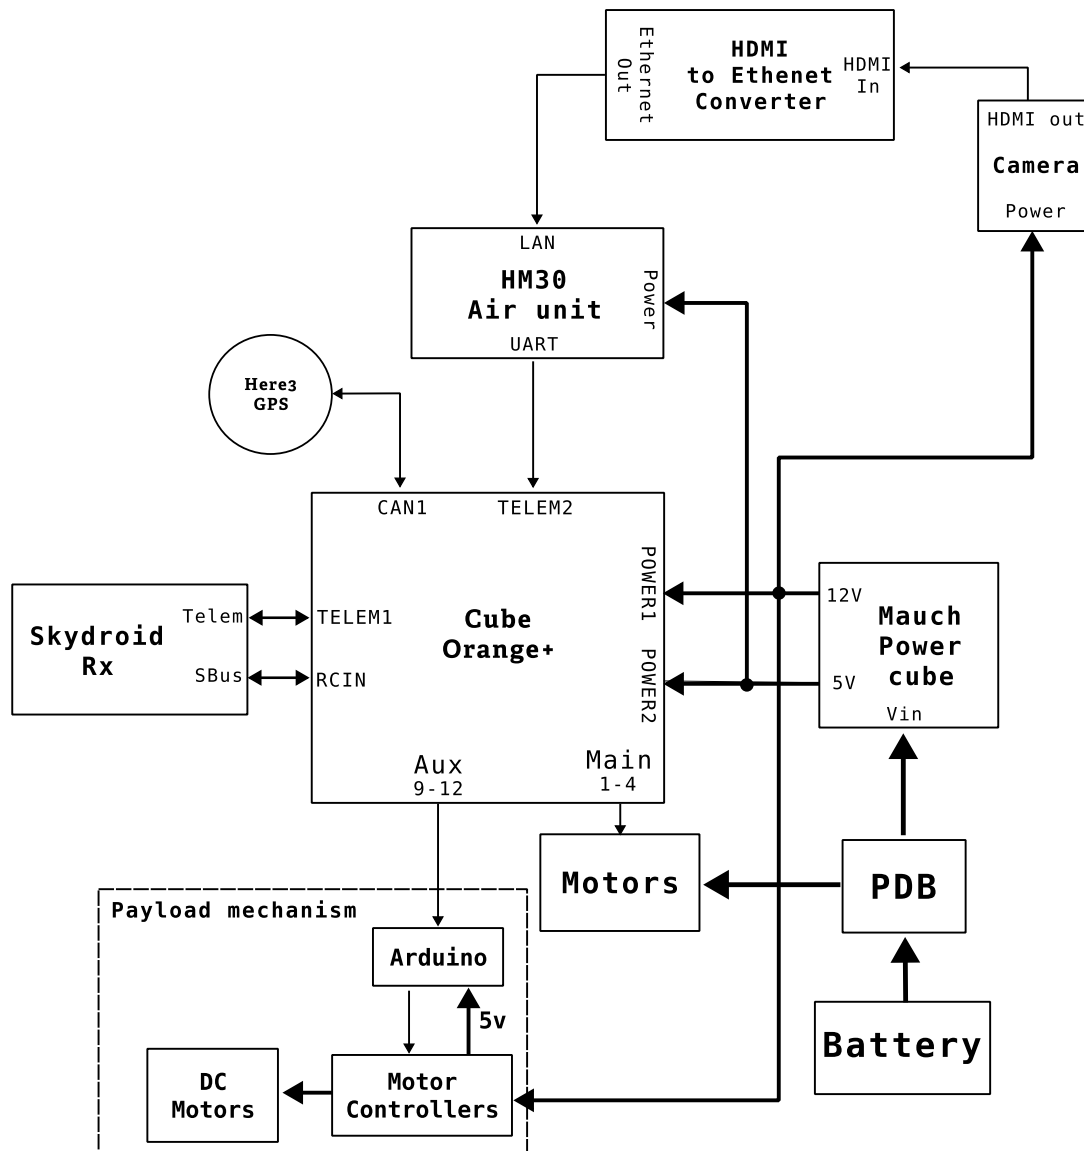 Ethernet
Out
HDMI
to Ethenet
Converter
HDMI
In
HDMI out
Camera
Power
LAN
HM30
Air unit
Power
UART
Here3
GPS
CAN1
TELEM2
POWER1
POWER2
Cube
Orange+
TELEM1
RCIN
Telem
SBus
Skydroid
Rx
12V
5V
Mauch
Power
cube
Vin
Aux
9-12
Main
1-4
Motors
PDB
Battery
Payload mechanism
Arduino
5v
DC
Motors
Motor
Controllers